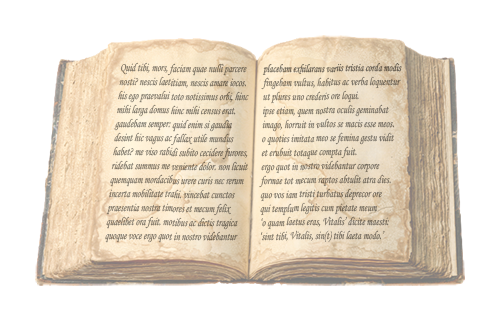 Quid tibi, mors, faciam quae nulli parcere
nosti? nescis laetitiam, nescis amare iocos.
his ego praevalui toto notissimus orbi, hinc
mihi larga domus hinc mihi census erat.
gaudebam semper: quid enim si gaudia
desint hic vagus ac fallax utile mundus
habet? me viso rabidi subito cecidere furores,
ridebat summus me veniente dolor. non licuit
quemquam mordacibus urere curis nec rerum
incerta mobilitate trahi. vincebat cunctos
praesentia nostra timores et mecum felix
quaelibet ora fuit. motibus ac dictis tragica
quoque voce ergo quot in nostro videbantur
placebam exhilarans variis tristia corda modis
fingebam vultus, habitus ac verba loquentur
ut plures uno crederis ore loqui.
ipse etiam, quem nostra oculis geminabat
imago, horruit in vultos se macis esse meos.
o quoties imitata meo se femina gestu vidit
et erubuit totaque compta fuit.
ergo quot in nostro videbantur corpore
formae tot mecum raptos abtulit atra dies.
quo vos iam tristi turbatus deprecor ore
qui templum legitis cum pietate meum
'o quam laetus eras, Vitalis' dicite maesti:
'sint tibi, Vitalis, sin(t) tibi laeta modo.'